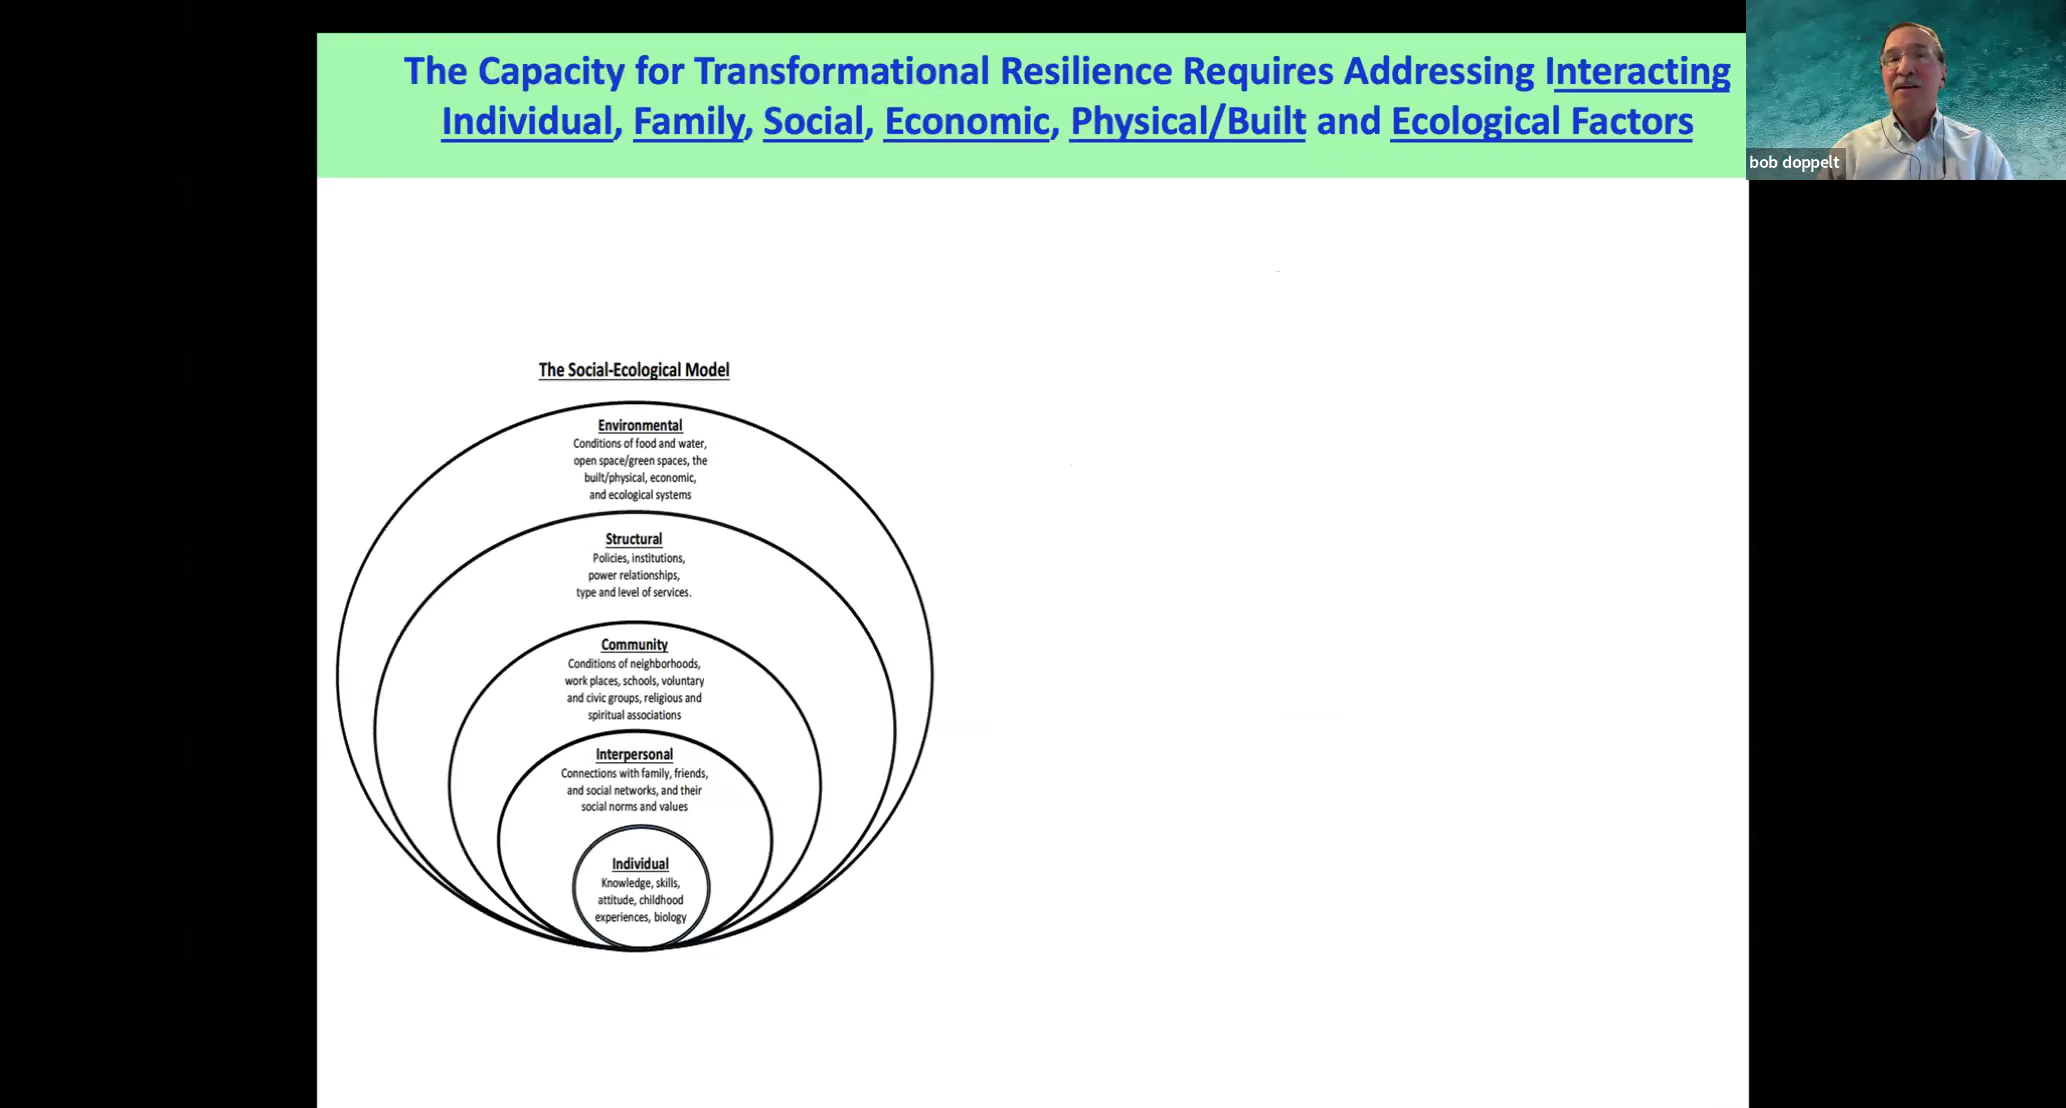 The Capacity for Transformational Resilience Requires Addressing Interacting
Individual, Family, Social, Economic, Physical/Built and Ecological Factors
bob doppelt
The Social-Ecological Model
Environmental
Conditions of food and water,
open space/green spaces, the
built/physical, economic,
and ecological systems
Structural
Policies, institutions,
power relationships,
type and level of services.
Community
Conditions of neighborhoods,
work places, schools, voluntary
and civic groups, religious and
spiritual associations
Interpersonal
Connections with family, friends,
and social networks, and their
social norms and values
Individual
Knowledge, skills,
attitude, childhood
experiences, biology